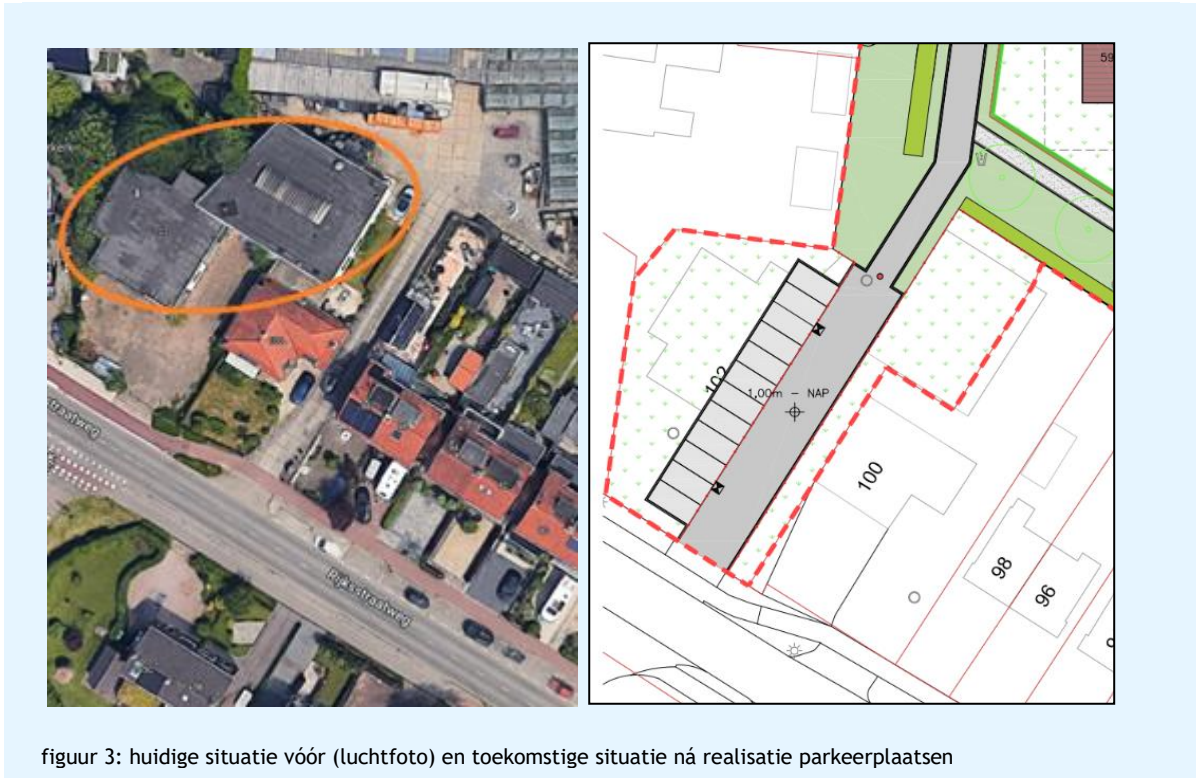 straatweg
Rijksstraatweg
59
102
1,00m – NAP
100
98
96
figuur 3: huidige situatie vóór (luchtfoto) en toekomstige situatie ná realisatie parkeerplaatsen